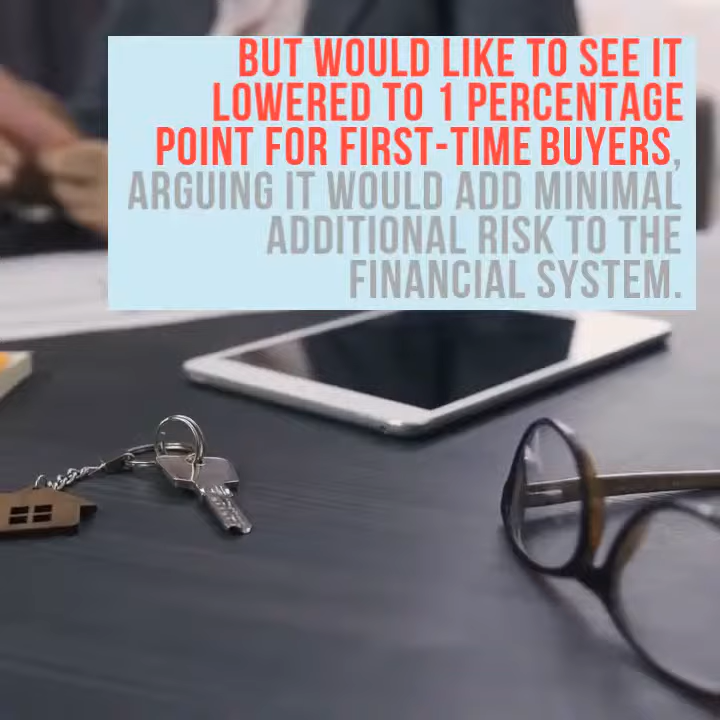 BUT WOULD LIKE TO SEE IT
LOWERED TO 1 PERCENTAGE
POINT FOR FIRST-TIME BUYERS,
ARGUING IT WOULD ADD MINIMAL
ADDITIONAL RISK TO THE
FINANCIAL SYSTEM.